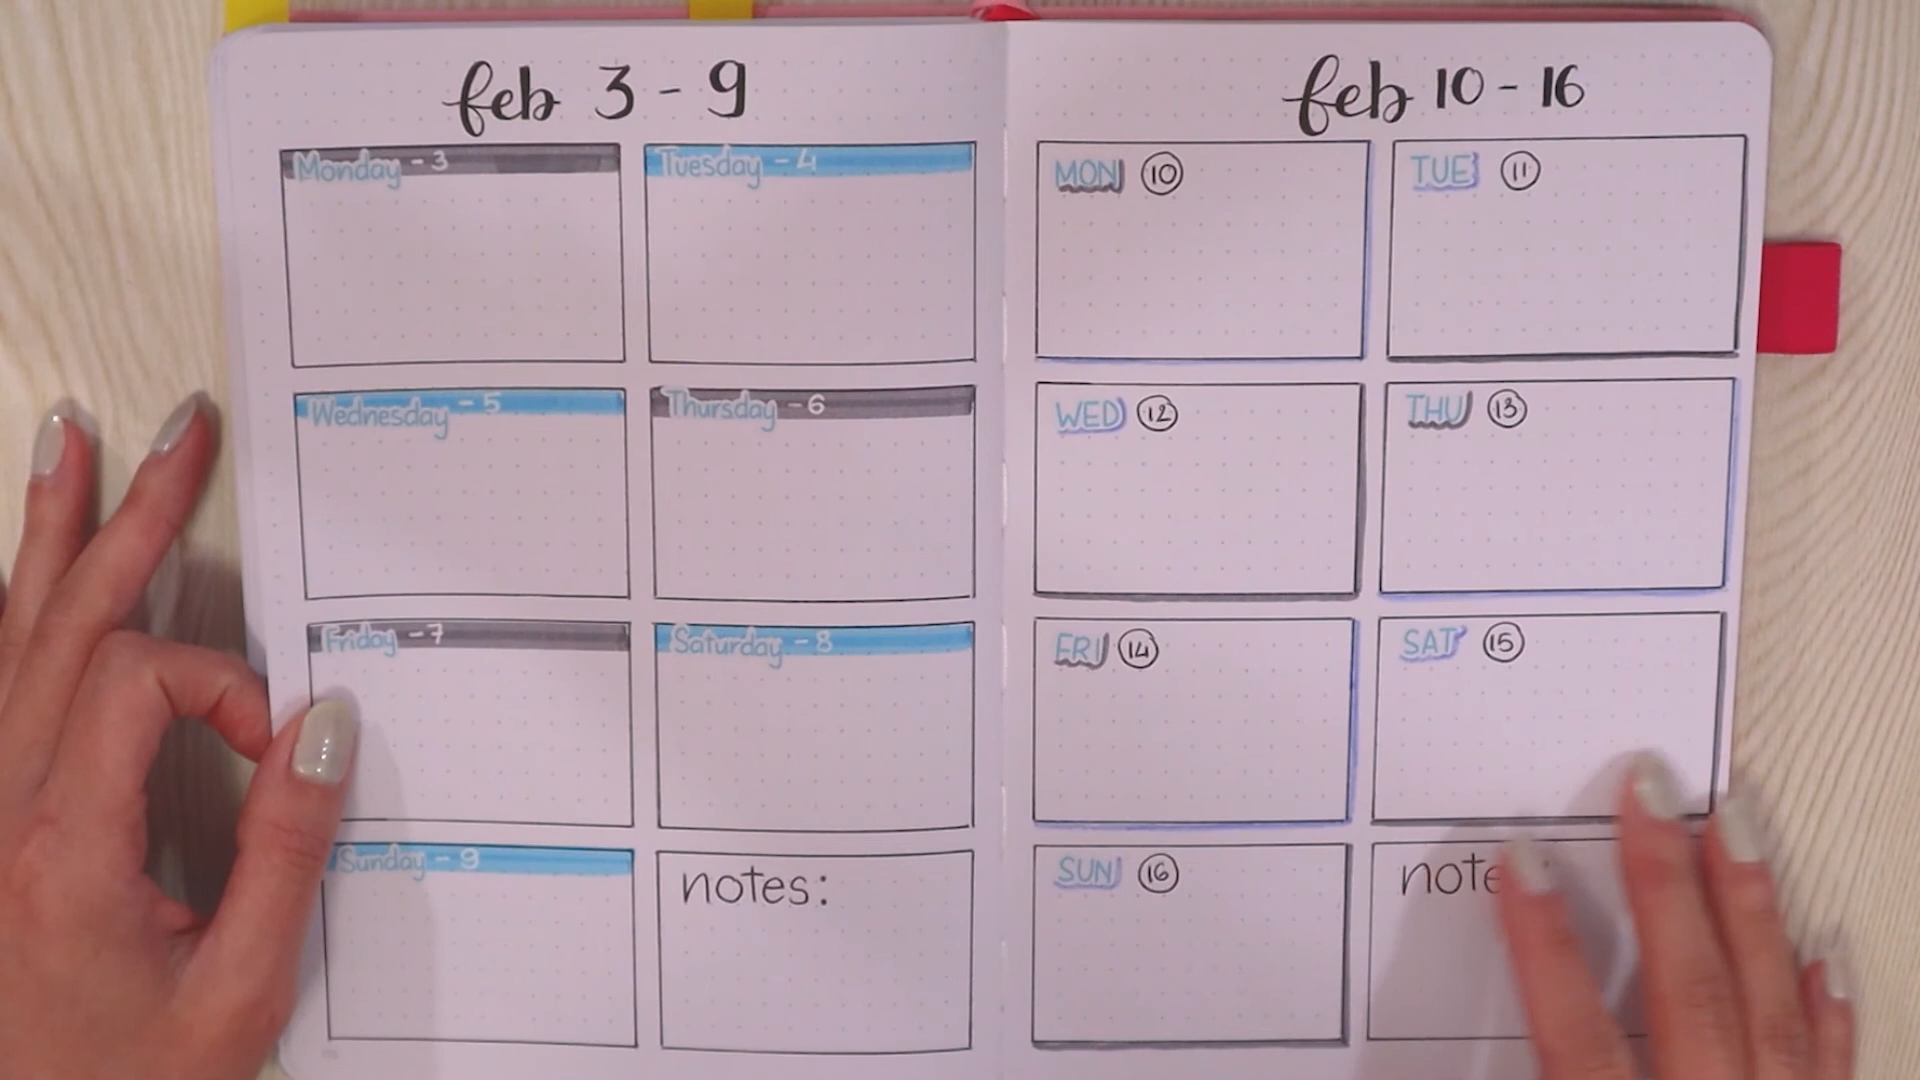 feb 3 - 9
Monday - 3
Tuesday - 4
Wednesday - 5
Thursday - 6
Friday - 7
Saturday - 8
Sunday - 9
notes:
feb 10 - 16
MON 10
TUE 11
WED 12
THU 13
FRI 14
SAT 15
SUN 16
note